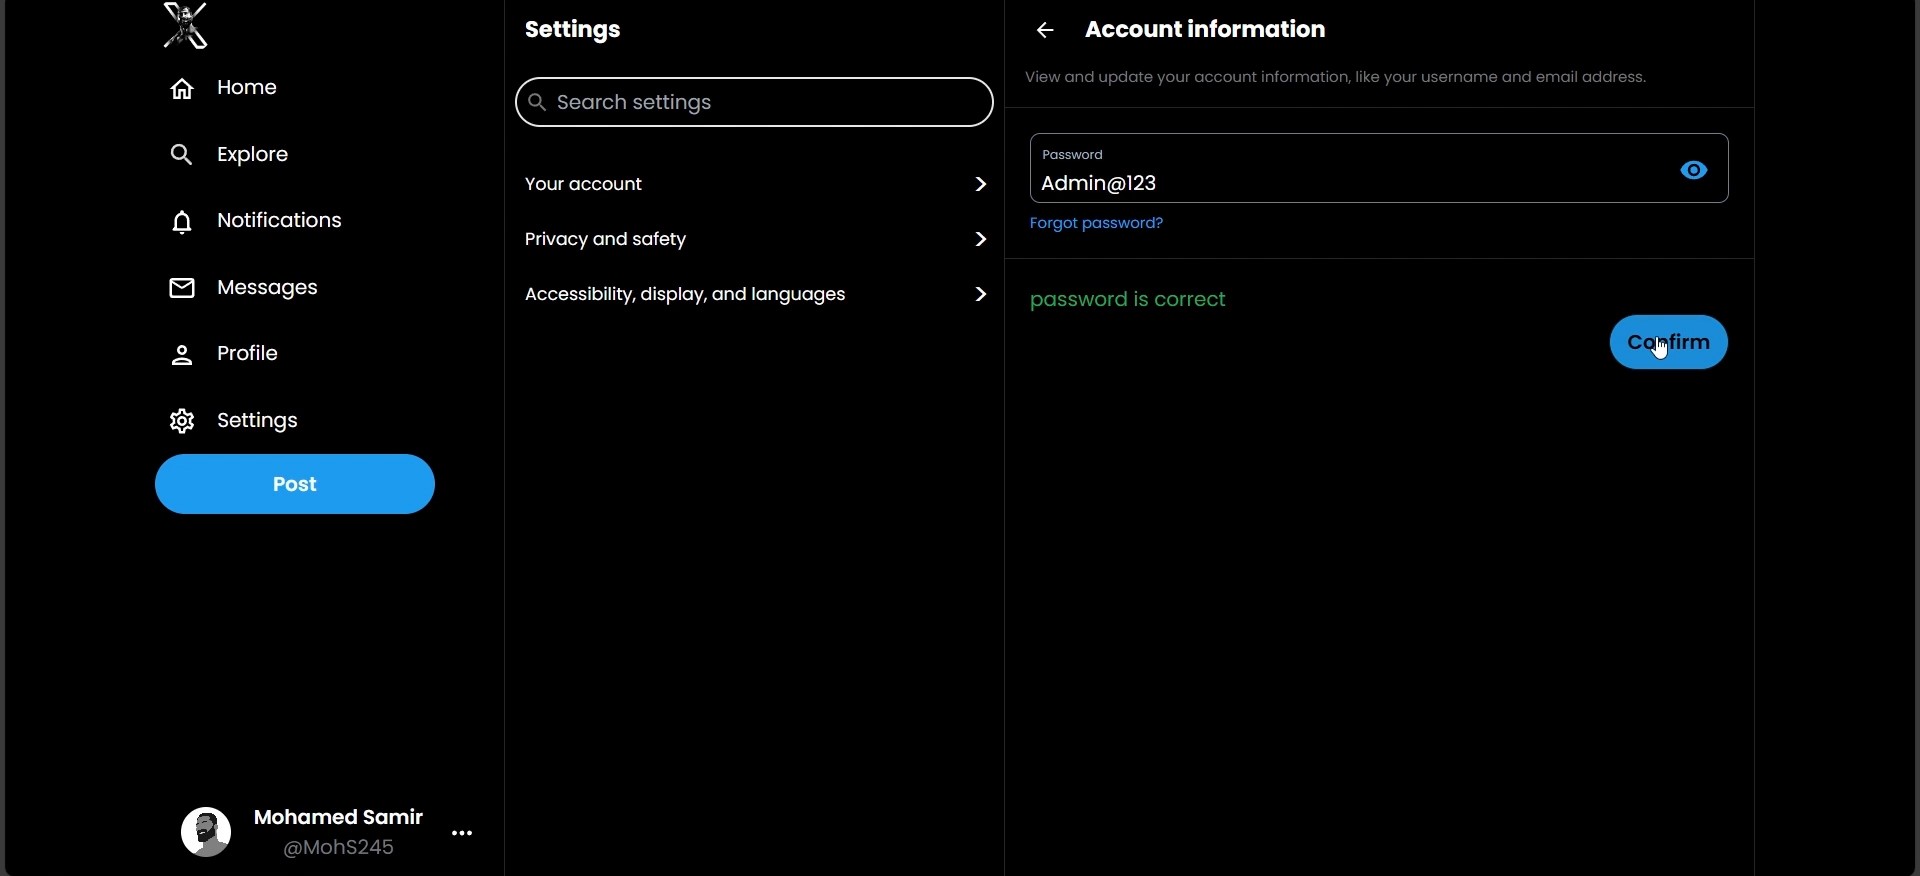 Home
Explore
Notifications
Messages
Profile
Settings
Post
Mohamed Samir
@MohS245
Settings
Search settings
Your account
Privacy and safety
Accessibility, display, and languages
Account information
View and update your account information, like your username and email address.
Password
Admin@123
Forgot password?
password is correct
Confirm